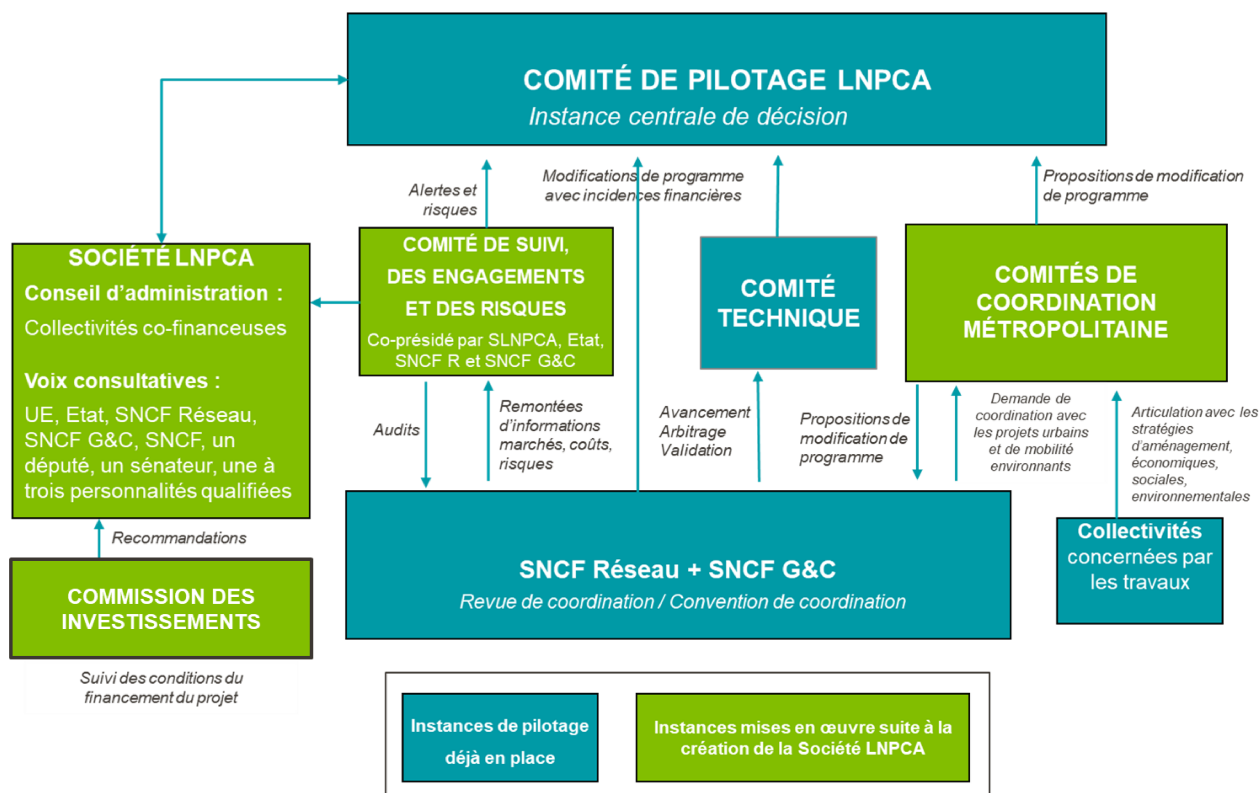 COMITÉ DE PILOTAGE LNPCA
Instance centrale de décision
Alertes et
risques
Modifications de programme
avec incidences financières
Propositions de modification
de programme
SOCIÉTÉ LNPCA
Conseil d’administration :
Collectivités co-financeuses
Voix consultatives :
UE, Etat, SNCF Réseau,
SNCF G&C, SNCF, un
député, un sénateur, une à
trois personnalités qualifiées
COMITÉ DE SUIVI,
DES ENGAGEMENTS
ET DES RISQUES
Co-présidé par SLNPCA, Etat,
SNCF R et SNCF G&C
COMITÉ
TECHNIQUE
COMITÉS DE
COORDINATION
MÉTROPOLITAINE
Audits
Remontées
d’informations
marchés, coûts,
risques
Avancement
Arbitrage
Validation
Propositions de
modification de
programme
Demande de
coordination avec
les projets urbains
et de mobilité
environnants
Articulation avec les
stratégies
d’aménagement,
économiques,
sociales,
environnementales
Recommandations
COMMISSION DES
INVESTISSEMENTS
Suivi des conditions du
financement du projet
SNCF Réseau + SNCF G&C
Revue de coordination / Convention de coordination
Collectivités
concernées par
les travaux
Instances de pilotage
déjà en place
Instances mises en œuvre suite à la
création de la Société LNPCA